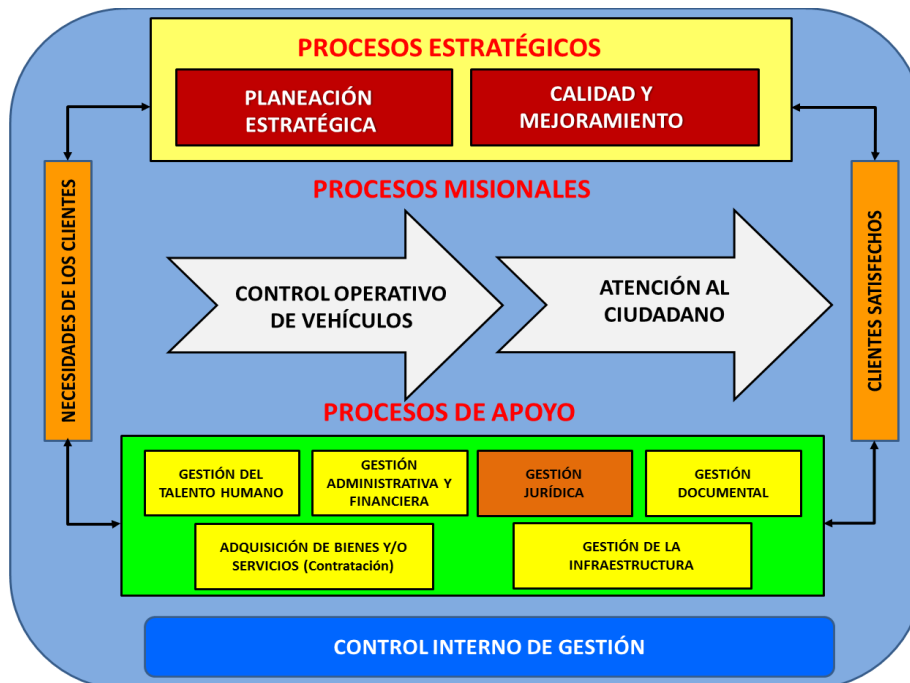 PROCESOS ESTRATÉGICOS
PLANEACIÓN
ESTRATÉGICA
CALIDAD Y
MEJORAMIENTO
NECESIDADES DE LOS CLIENTES
PROCESOS MISIONALES
CONTROL OPERATIVO
DE VEHÍCULOS
ATENCIÓN AL
CIUDADANO
CLIENTES SATISFECHOS
PROCESOS DE APOYO
GESTIÓN DEL
TALENTO HUMANO
GESTIÓN
ADMINISTRATIVA Y
FINANCIERA
GESTIÓN
JURÍDICA
GESTIÓN
DOCUMENTAL
ADQUISICIÓN DE BIENES Y/O
SERVICIOS (Contratación)
GESTIÓN DE LA
INFRAESTRUCTURA
CONTROL INTERNO DE GESTIÓN